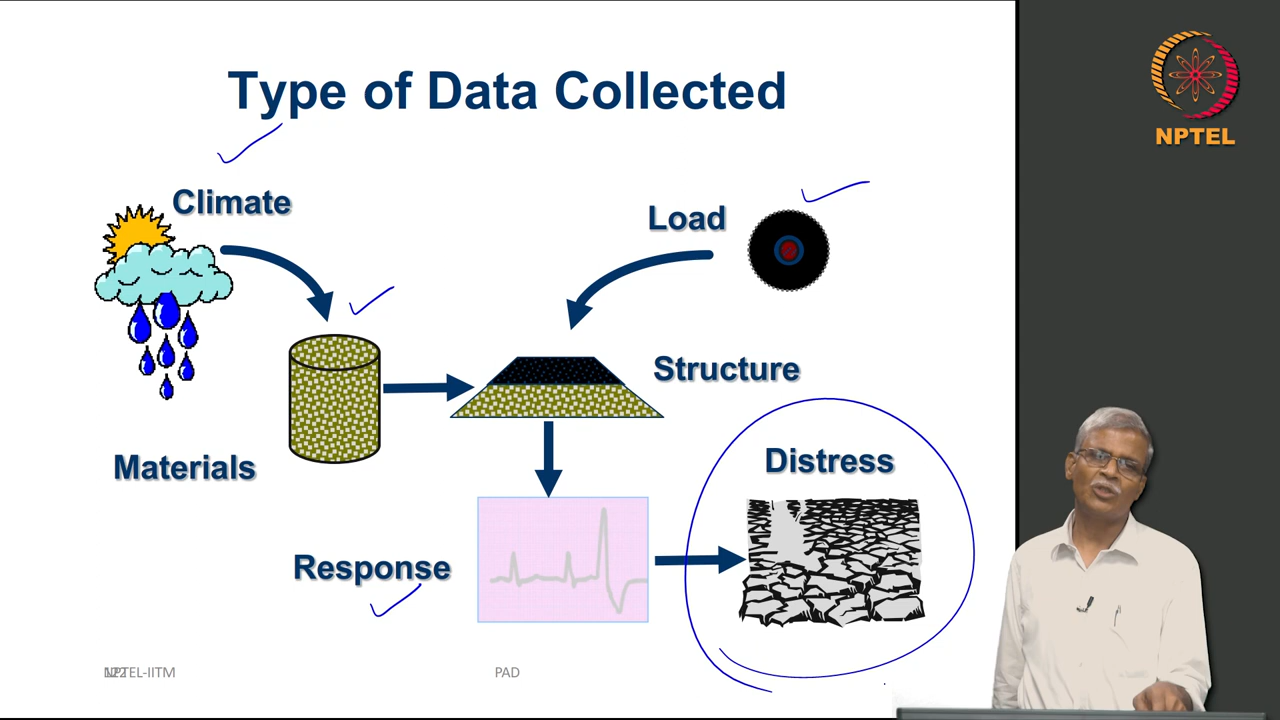 Type of Data Collected
NPTEL
Climate
Load
Structure
Materials
Distress
Response
NPTEL-IITM
PAD